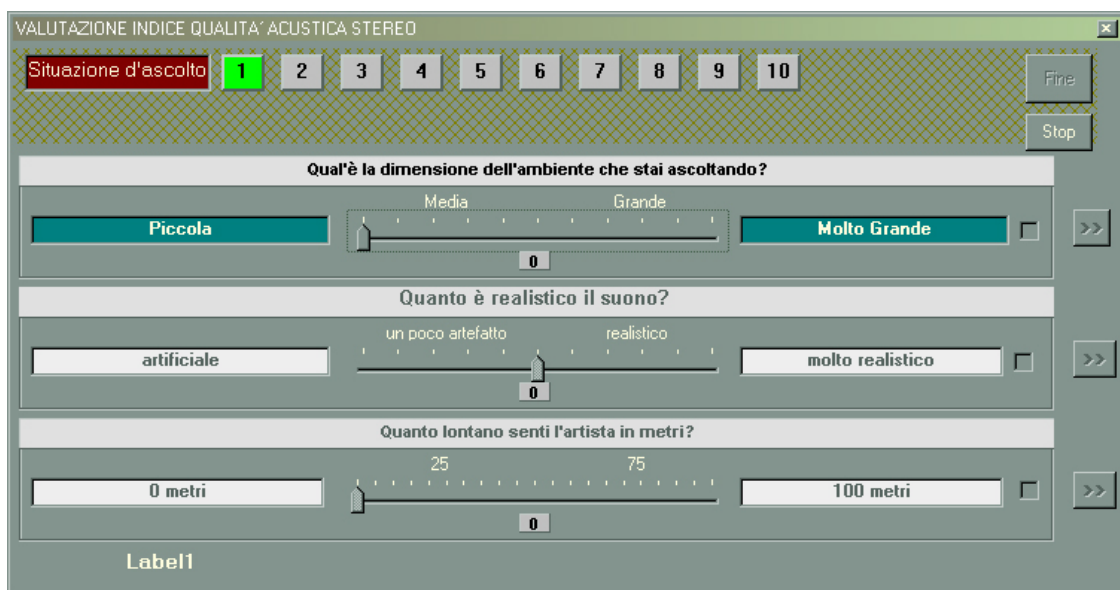 VALUTAZIONE INDICE QUALITA´ ACUSTICA STEREO
Situazione d'ascolto 1 2 3 4 5 6 7 8 9 10 Fine
Stop
Qual'è la dimensione dell'ambiente che stai ascoltando?
Media Grande
Piccola Molto Grande >>
0
Quanto è realistico il suono?
un poco artefatto realistico
artificiale molto realistico >>
0
Quanto lontano senti l'artista in metri?
25 75
0 metri 100 metri >>
0
Label1